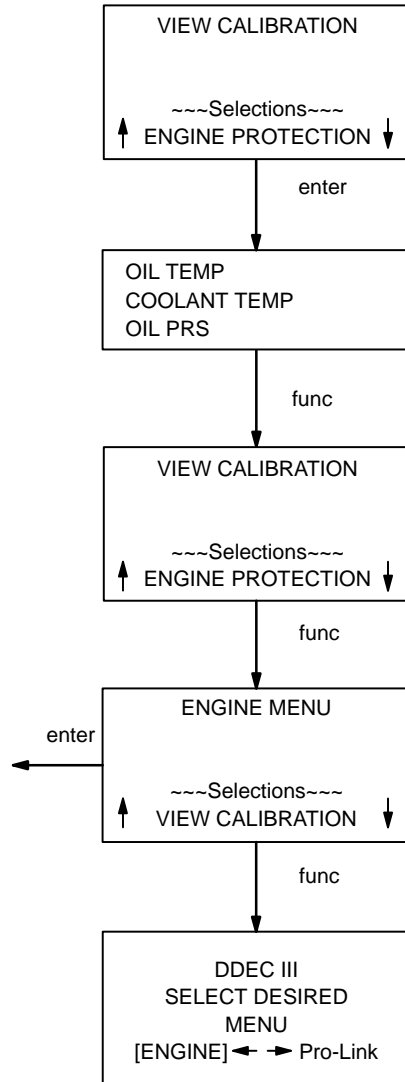 VIEW CALIBRATION
~~~Selections~~~
ENGINE PROTECTION
enter
OIL TEMP
COOLANT TEMP
OIL PRS
func
VIEW CALIBRATION
~~~Selections~~~
ENGINE PROTECTION
func
ENGINE MENU
enter
~~~Selections~~~
VIEW CALIBRATION
func
DDEC III
SELECT DESIRED
MENU
[ENGINE] Pro-Link